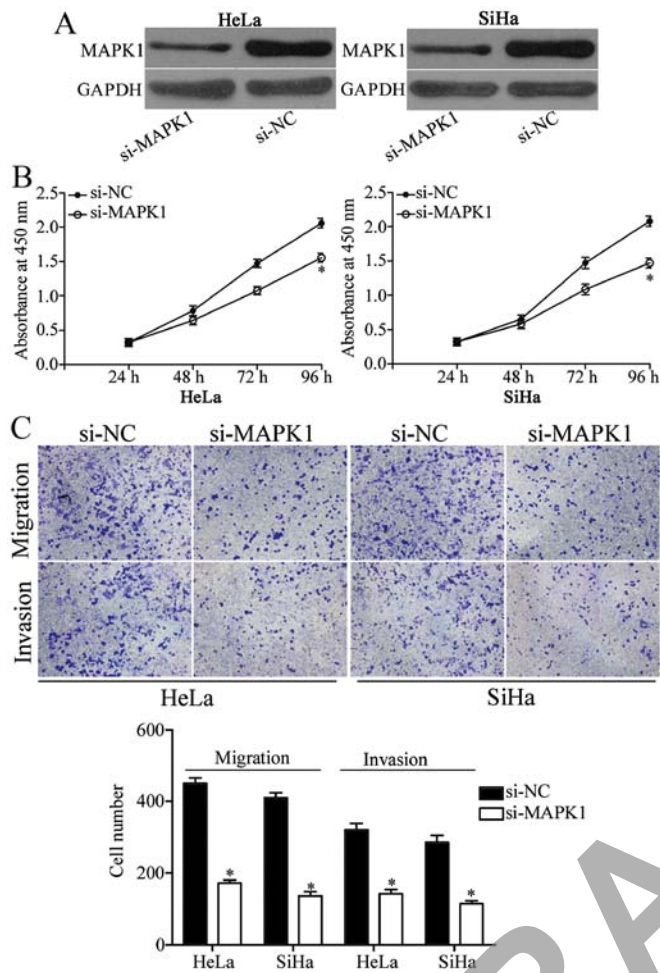 A
HeLa
SiHa
MAPK1
MAPK1
GAPDH
GAPDH
si-MAPK1
si-NC
si-MAPK1
si-NC
B
Absorbance at 450 nm
2.5
2.0
1.5
1.0
0.5
0.0
si-NC
si-MAPK1
*
24 h 48 h 72 h 96 h
HeLa
Absorbance at 450 nm
2.5
2.0
1.5
1.0
0.5
0.0
si-NC
si-MAPK1
*
24 h 48 h 72 h 96 h
SiHa
C
si-NC si-MAPK1 si-NC si-MAPK1
Migration
Invasion
HeLa SiHa
Cell number
600
400
200
0
Migration Invasion
si-NC
si-MAPK1
* * * *
HeLa SiHa HeLa SiHa